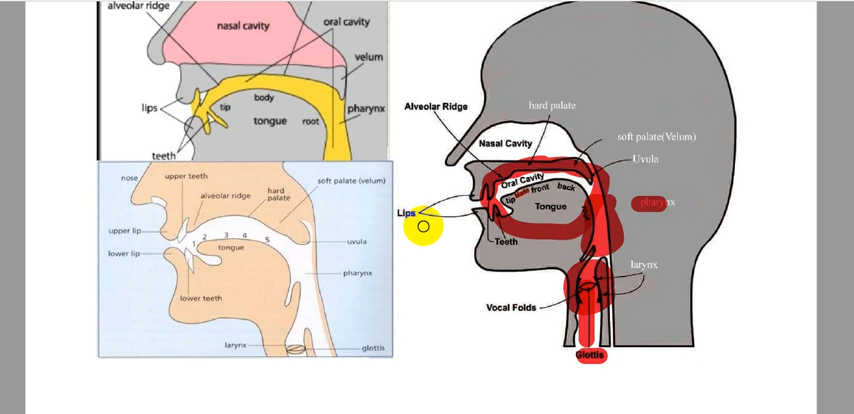 alveolar ridge
nasal cavity
oral cavity
velum
lips
tip
body
tongue
root
pharynx
teeth
nose
upper teeth
alveolar ridge
hard
palate
soft palate (velum)
upper lip
1 2 3 4 5
tongue
uvula
lower lip
pharynx
lower teeth
larynx
glottis
Alveolar Ridge
hard palate
Nasal Cavity
soft palate(Velum)
Uvula
Oral Cavity
tip
front
back
Lips
Tongue
pharynx
Teeth
larynx
Vocal Folds
Glottis